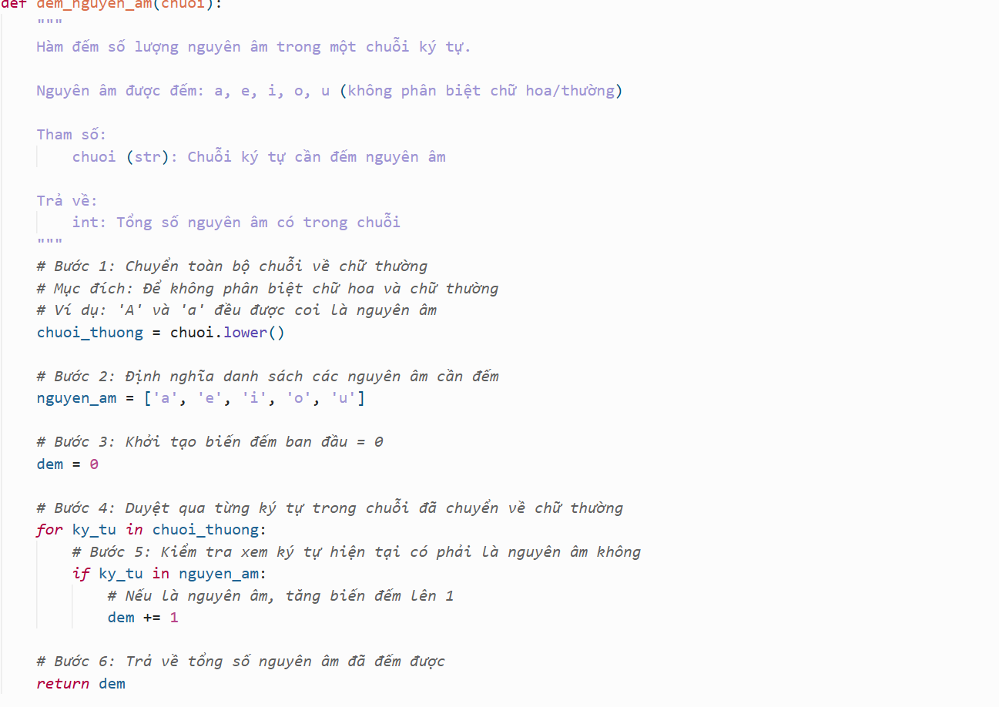 def dem_nguyen_am(chuoi):
    """
    Hàm đếm số lượng nguyên âm trong một chuỗi ký tự.

    Nguyên âm được đếm: a, e, i, o, u (không phân biệt chữ hoa/thường)

    Tham số:
        chuoi (str): Chuỗi ký tự cần đếm nguyên âm

    Trả về:
        int: Tổng số nguyên âm có trong chuỗi
    """
    # Bước 1: Chuyển toàn bộ chuỗi về chữ thường
    # Mục đích: Để không phân biệt chữ hoa và chữ thường
    # Ví dụ: 'A' và 'a' đều được coi là nguyên âm
    chuoi_thuong = chuoi.lower()

    # Bước 2: Định nghĩa danh sách các nguyên âm cần đếm
    nguyen_am = ['a', 'e', 'i', 'o', 'u']

    # Bước 3: Khởi tạo biến đếm ban đầu = 0
    dem = 0

    # Bước 4: Duyệt qua từng ký tự trong chuỗi đã chuyển về chữ thường
    for ky_tu in chuoi_thuong:
        # Bước 5: Kiểm tra xem ký tự hiện tại có phải là nguyên âm không
        if ky_tu in nguyen_am:
            # Nếu là nguyên âm, tăng biến đếm lên 1
            dem += 1

    # Bước 6: Trả về tổng số nguyên âm đã đếm được
    return dem